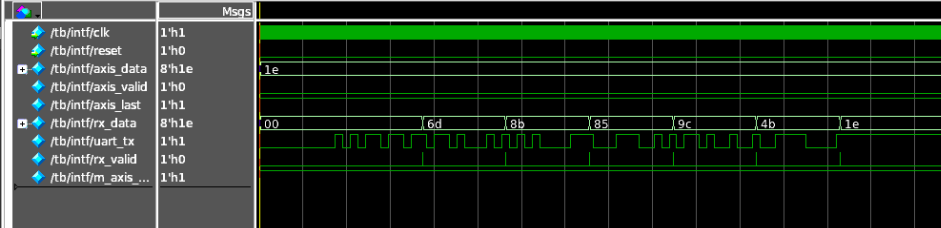 Msgs
/tb/intf/clk 1'h1
/tb/intf/reset 1'h0
/tb/intf/axis_data 8'h1e 1e
/tb/intf/axis_valid 1'h0
/tb/intf/axis_last 1'h1
/tb/intf/rx_data 8'h1e 00 6d 8b 85 9c 4b 1e
/tb/intf/uart_tx 1'h1
/tb/intf/rx_valid 1'h0
/tb/intf/m_axis_... 1'h1